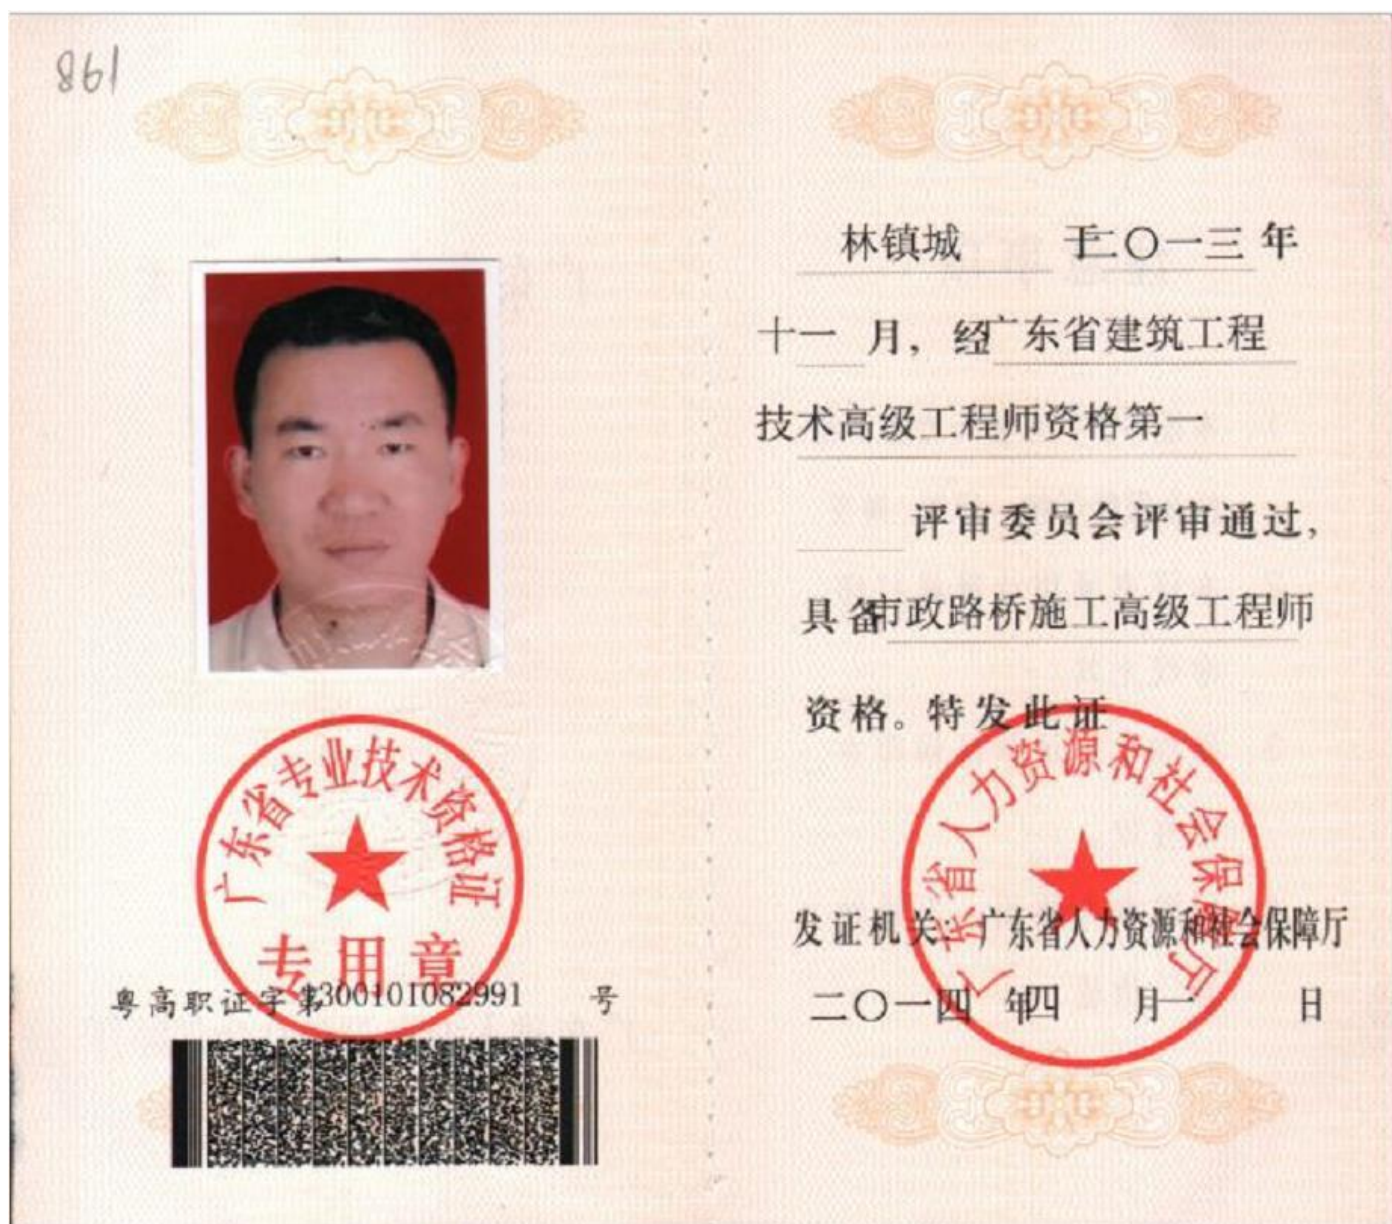 861
广东省专业技术资格证
专用章
粤高职证字第1300101082991 号
林镇城 于二〇一三年
十一月，经广东省建筑工程
技术高级工程师资格第一
评审委员会评审通过，
具备市政路桥施工高级工程师
资格。特发此证
广东省人力资源和社会保障厅
发证机关：广东省人力资源和社会保障厅
二〇一四年四月一日